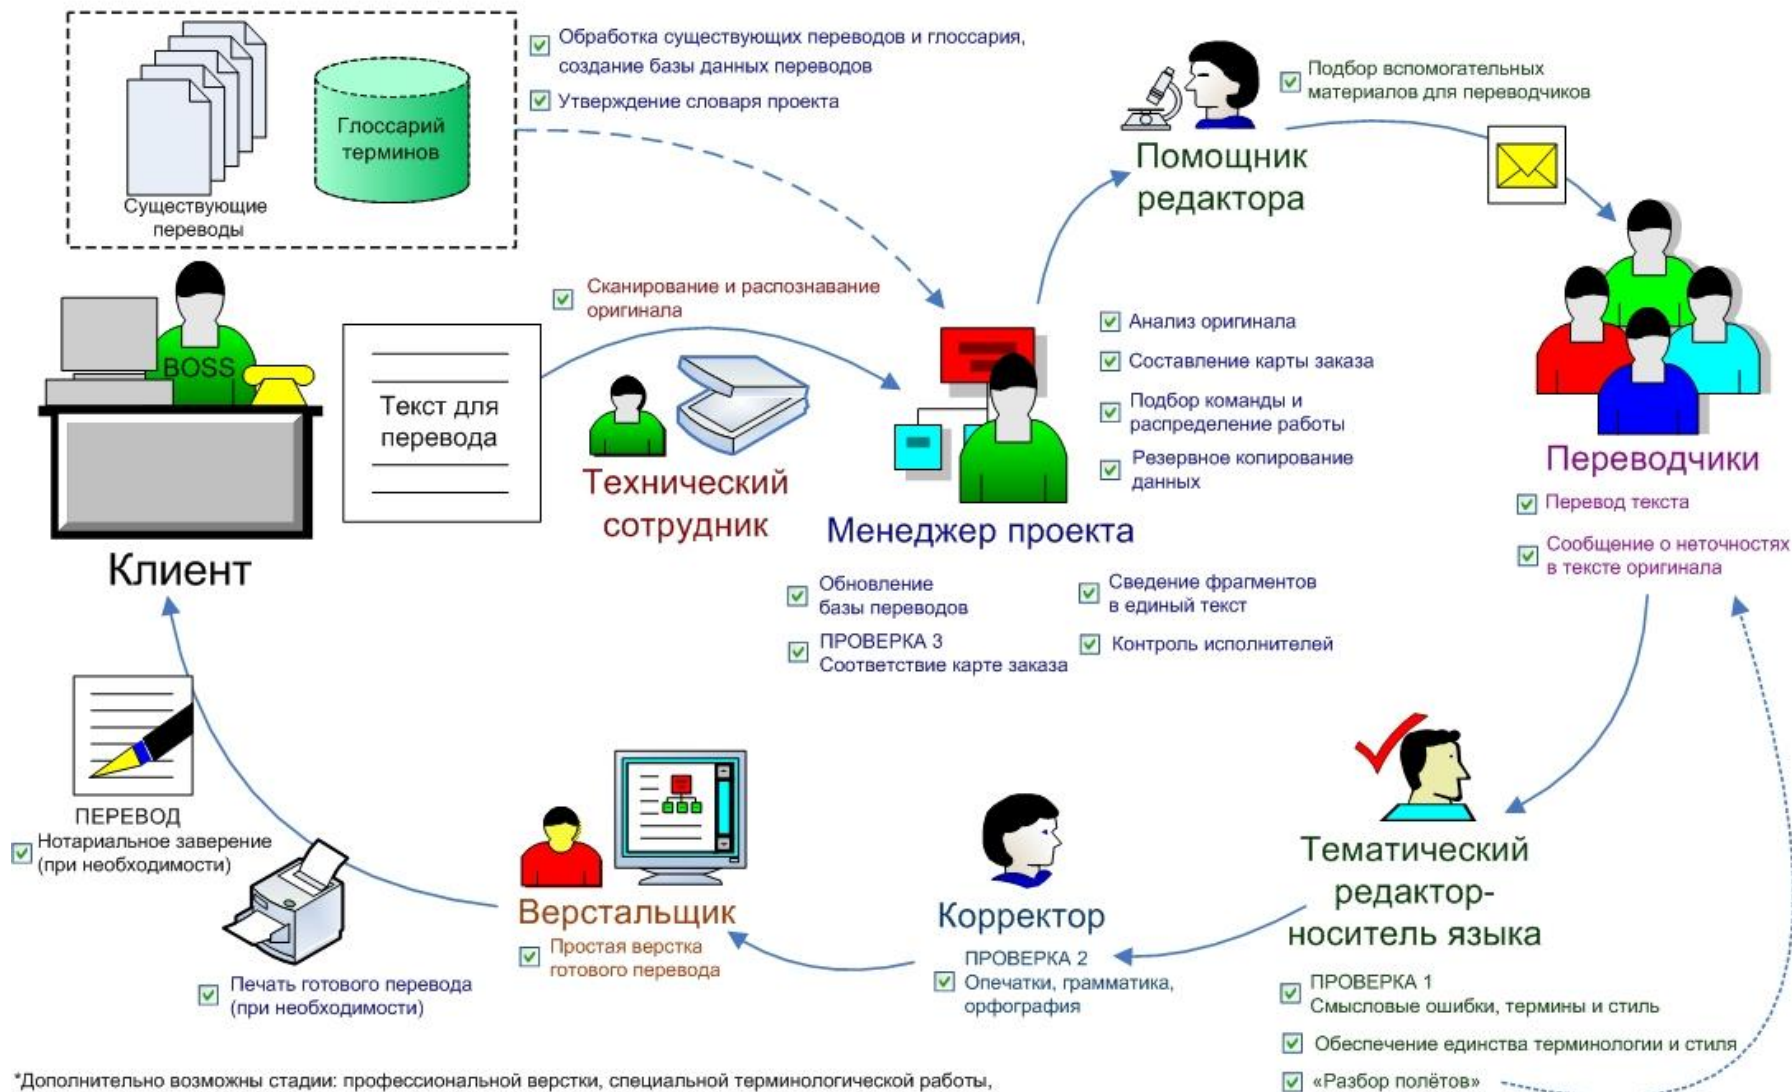 Обработка существующих переводов и глоссария,
создание базы данных переводов
Утверждение словаря проекта
Глоссарий
терминов
Существующие
переводы
Подбор вспомогательных
материалов для переводчиков
Помощник
редактора
Сканирование и распознавание
оригинала
BOSS
Текст для
перевода
Технический
сотрудник
Клиент
Анализ оригинала
Составление карты заказа
Подбор команды и
распределение работы
Резервное копирование
данных
Менеджер проекта
Обновление
базы переводов
ПРОВЕРКА 3
Соответствие карте заказа
Сведение фрагментов
в единый текст
Контроль исполнителей
Переводчики
Перевод текста
Сообщение о неточностях
в тексте оригинала
Тематический
редактор-
носитель языка
ПРОВЕРКА 1
Смысловые ошибки, термины и стиль
Обеспечение единства терминологии и стиля
«Разбор полётов»
Корректор
ПРОВЕРКА 2
Опечатки, грамматика,
орфография
Верстальщик
Простая верстка
готового перевода
ПЕРЕВОД
Нотариальное заверение
(при необходимости)
Печать готового перевода
(при необходимости)
*Дополнительно возможны стадии: профессиональной верстки, специальной терминологической работы,